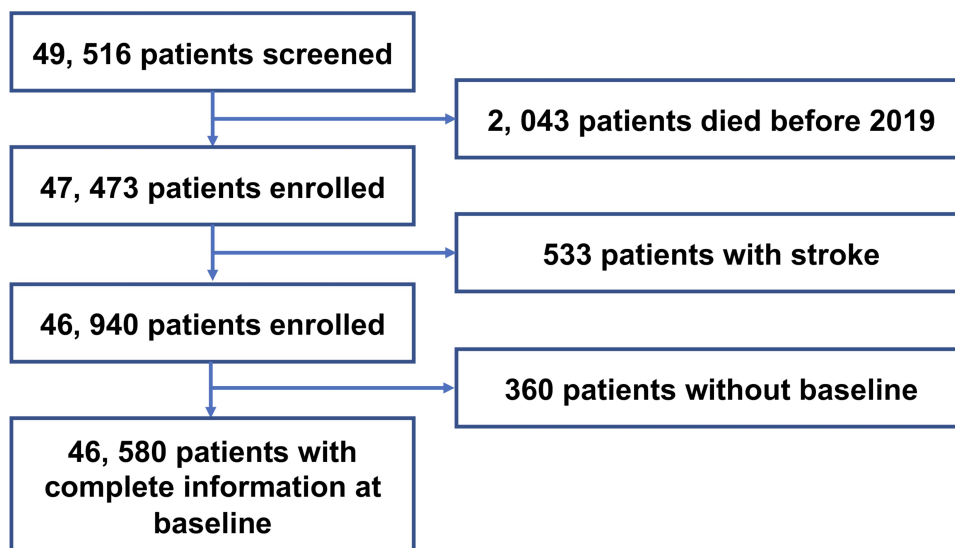 49, 516 patients screened
2, 043 patients died before 2019
47, 473 patients enrolled
533 patients with stroke
46, 940 patients enrolled
360 patients without baseline
46, 580 patients with
complete information at
baseline